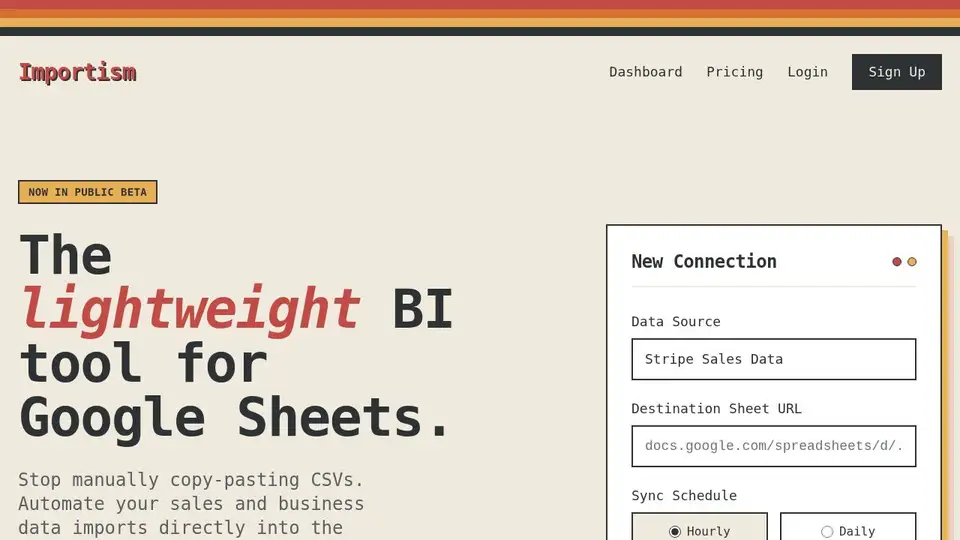 Importism
Dashboard
Pricing
Login
Sign Up
NOW IN PUBLIC BETA
The
lightweight BI
tool for
Google Sheets.
Stop manually copy-pasting CSVs.
Automate your sales and business
data imports directly into the
New Connection
Data Source
Stripe Sales Data
Destination Sheet URL
docs.google.com/spreadsheets/d/.
Sync Schedule
Hourly
Daily